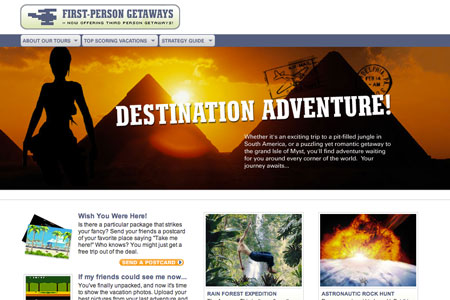 FIRST-PERSON GETAWAYS
NOW OFFERING THIRD PERSON GETAWAYS!
ABOUT OUR TOURS
TOP SCORING VACATIONS
STRATEGY GUIDE
DESTINATION ADVENTURE!
Whether it's an exciting trip to a pit-filled jungle in
South America, or a puzzling yet romantic getaway to
the grand Isle of Myst, you'll find adventure waiting
for you around every corner of the world. Your
journey awaits...
Wish You Were Here!
Is there a particular package that strikes
your fancy? Send your friends a postcard
of your favorite place saying "Take me
here!" Who knows? You might just get a
free trip out of the deal.
SEND A POSTCARD
If my friends could see me now...
You've finally unpacked, and now it's time
to show the vacation photos. Upload your
best pictures from your last adventure and
RAIN FOREST EXPEDITION
ASTRONAUTIC ROCK HUNT